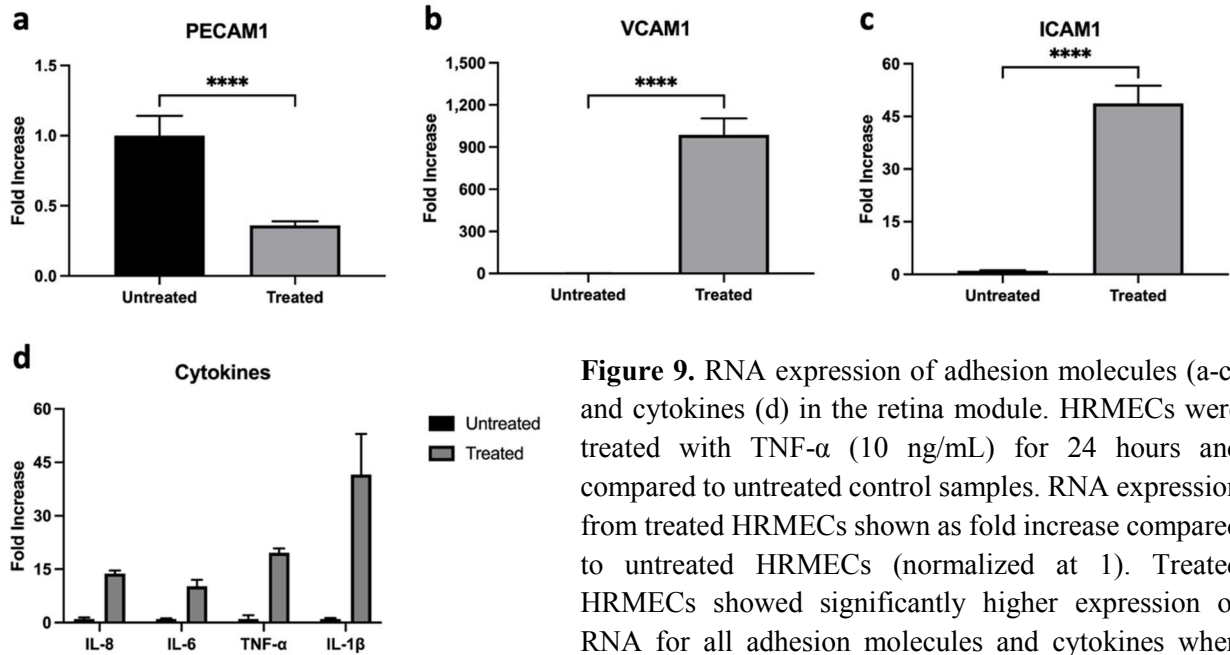 a
PECAM1
1.5
1.0
0.5
0.0
Fold Increase
****
Untreated
Treated
b
VCAM1
1,500
1,200
900
600
300
0
Fold Increase
****
Untreated
Treated
c
ICAM1
60
45
30
15
0
Fold Increase
****
Untreated
Treated
d
Cytokines
60
45
30
15
0
Fold Increase
IL-8
IL-6
TNF-α
IL-1β
Untreated
Treated
Figure 9. RNA expression of adhesion molecules (a-c
and cytokines (d) in the retina module. HRMECs wer
treated with TNF-α (10 ng/mL) for 24 hours and
compared to untreated control samples. RNA expression
from treated HRMECs shown as fold increase compared
to untreated HRMECs (normalized at 1). Treated
HRMECs showed significantly higher expression o
RNA for all adhesion molecules and cytokines when